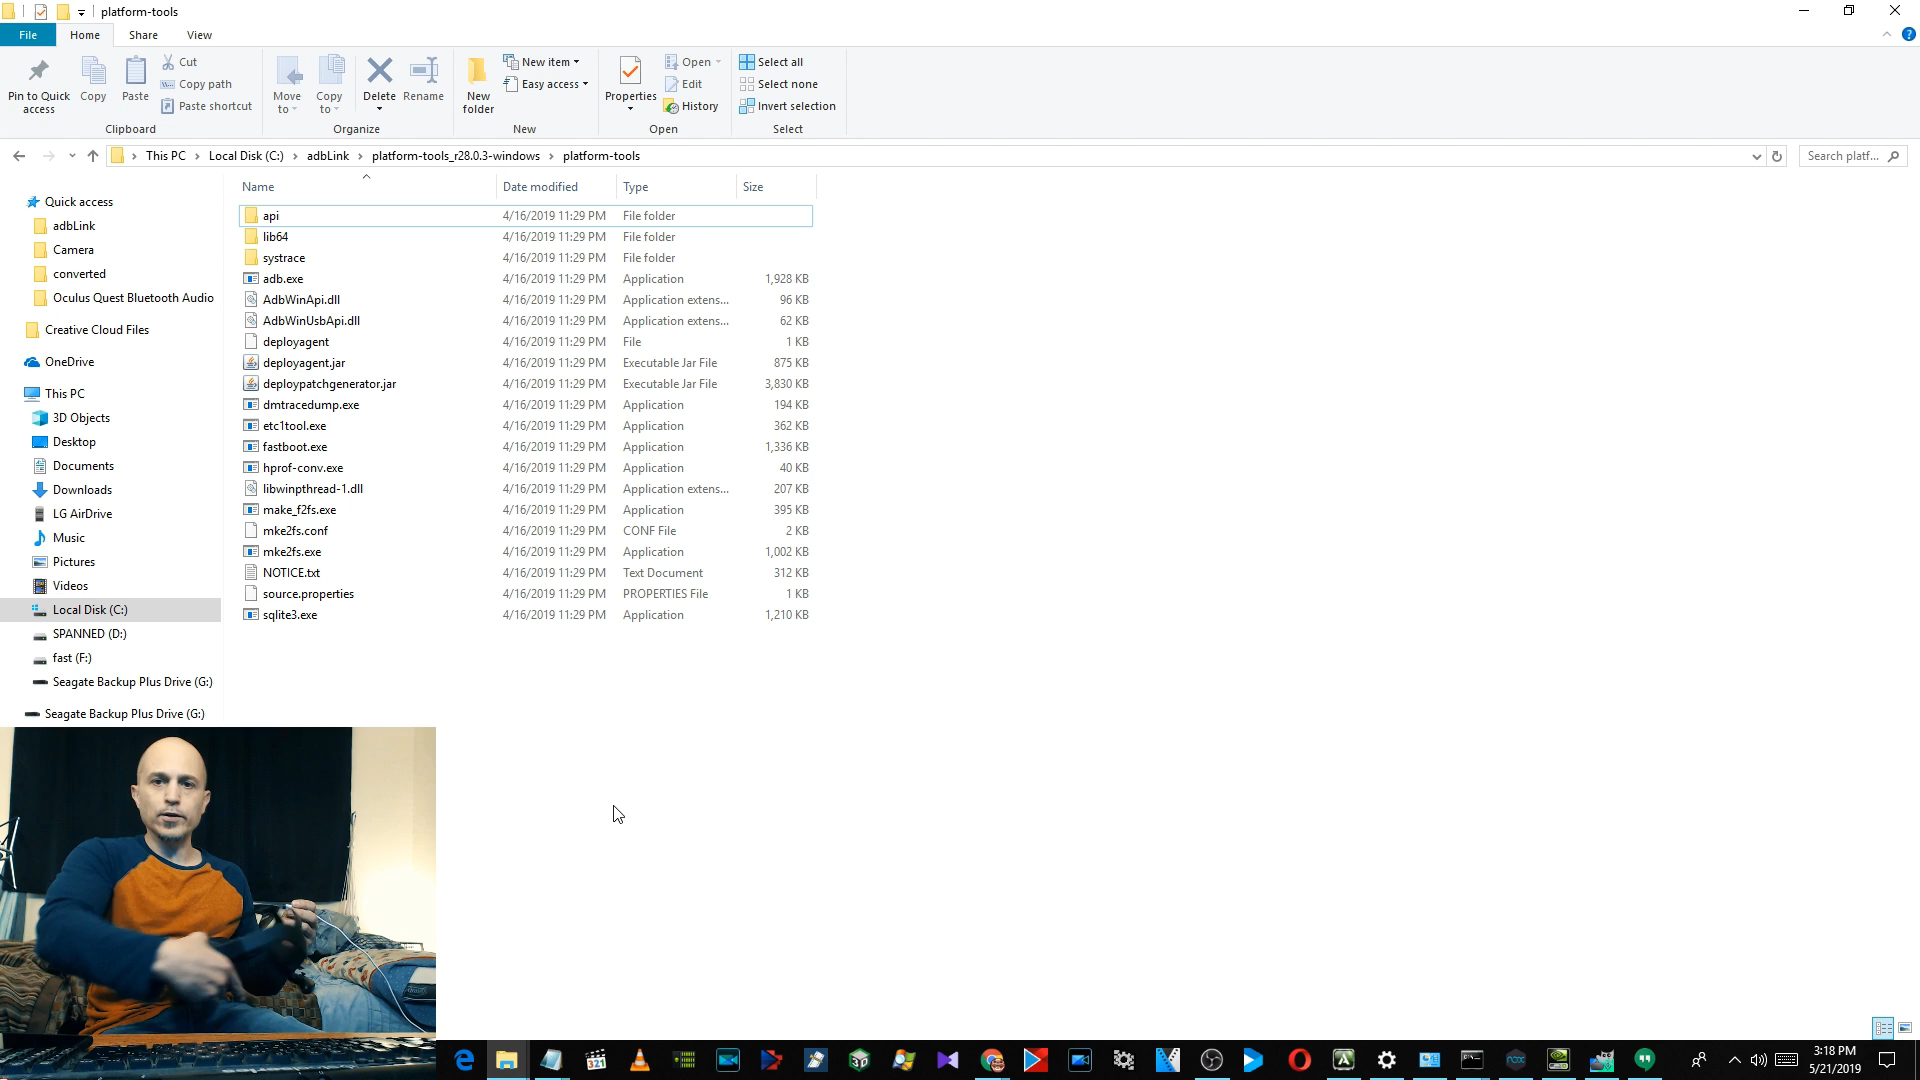 platform-tools
File
Home
Share
View
Pin to Quick access
Copy
Paste
Cut
Copy path
Paste shortcut
Clipboard
Move to
Copy to
Delete
Rename
Organize
New folder
New item
Easy access
New
Properties
Open
Edit
History
Open
Select all
Select none
Invert selection
Select
This PC > Local Disk (C:) > adbLink > platform-tools_r28.0.3-windows > platform-tools
Search platf...
Quick access
adbLink
Camera
converted
Oculus Quest Bluetooth Audio
Creative Cloud Files
OneDrive
This PC
3D Objects
Desktop
Documents
Downloads
LG AirDrive
Music
Pictures
Videos
Local Disk (C:)
SPANNED (D:)
fast (F:)
Seagate Backup Plus Drive (G:)
Seagate Backup Plus Drive (G:)
Name Date modified Type Size
api 4/16/2019 11:29 PM File folder
lib64 4/16/2019 11:29 PM File folder
systrace 4/16/2019 11:29 PM File folder
adb.exe 4/16/2019 11:29 PM Application 1,928 KB
AdbWinApi.dll 4/16/2019 11:29 PM Application extens... 96 KB
AdbWinUsbApi.dll 4/16/2019 11:29 PM Application extens... 62 KB
deployagent 4/16/2019 11:29 PM File 1 KB
deployagent.jar 4/16/2019 11:29 PM Executable Jar File 875 KB
deploypatchgenerator.jar 4/16/2019 11:29 PM Executable Jar File 3,830 KB
dmtracedump.exe 4/16/2019 11:29 PM Application 194 KB
etc1tool.exe 4/16/2019 11:29 PM Application 362 KB
fastboot.exe 4/16/2019 11:29 PM Application 1,336 KB
hprof-conv.exe 4/16/2019 11:29 PM Application 40 KB
libwinpthread-1.dll 4/16/2019 11:29 PM Application extens... 207 KB
make_f2fs.exe 4/16/2019 11:29 PM Application 395 KB
mke2fs.conf 4/16/2019 11:29 PM CONF File 2 KB
mke2fs.exe 4/16/2019 11:29 PM Application 1,002 KB
NOTICE.txt 4/16/2019 11:29 PM Text Document 312 KB
source.properties 4/16/2019 11:29 PM PROPERTIES File 1 KB
sqlite3.exe 4/16/2019 11:29 PM Application 1,210 KB
321
3:18 PM
5/21/2019